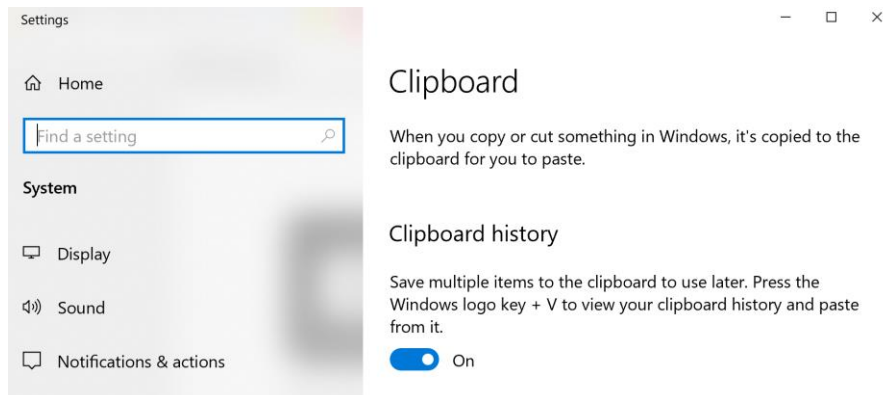 Settings
Home
Find a setting
System
Display
Sound
Notifications & actions
Clipboard
When you copy or cut something in Windows, it's copied to the
clipboard for you to paste.
Clipboard history
Save multiple items to the clipboard to use later. Press the
Windows logo key + V to view your clipboard history and paste
from it.
On